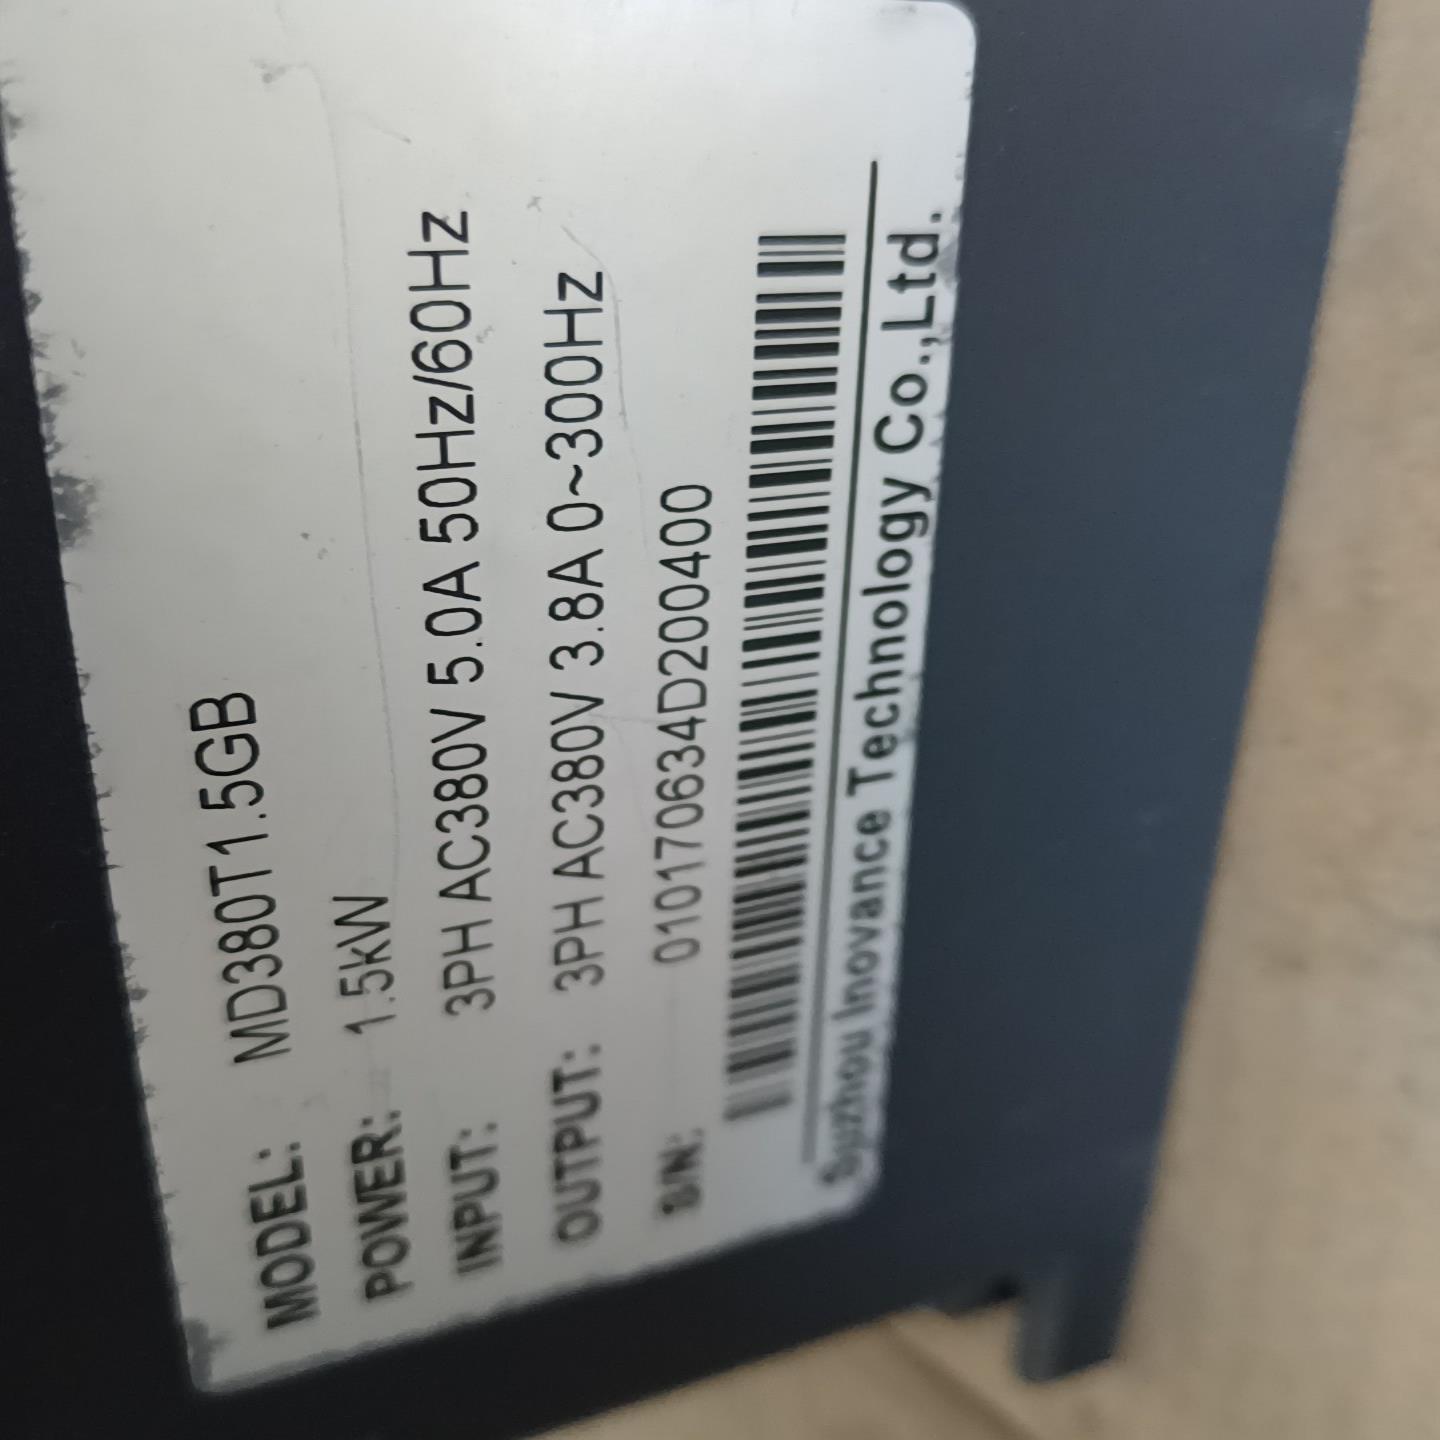 MODEL: MD380T1.5GB
POWER: 1.5kW
INPUT: 3PH AC380V 5.0A 50Hz/60Hz
OUTPUT: 3PH AC380V 3.8A 0~300Hz
S/N: 010170634D200400
Suzhou Inovance Technology Co.,Ltd.